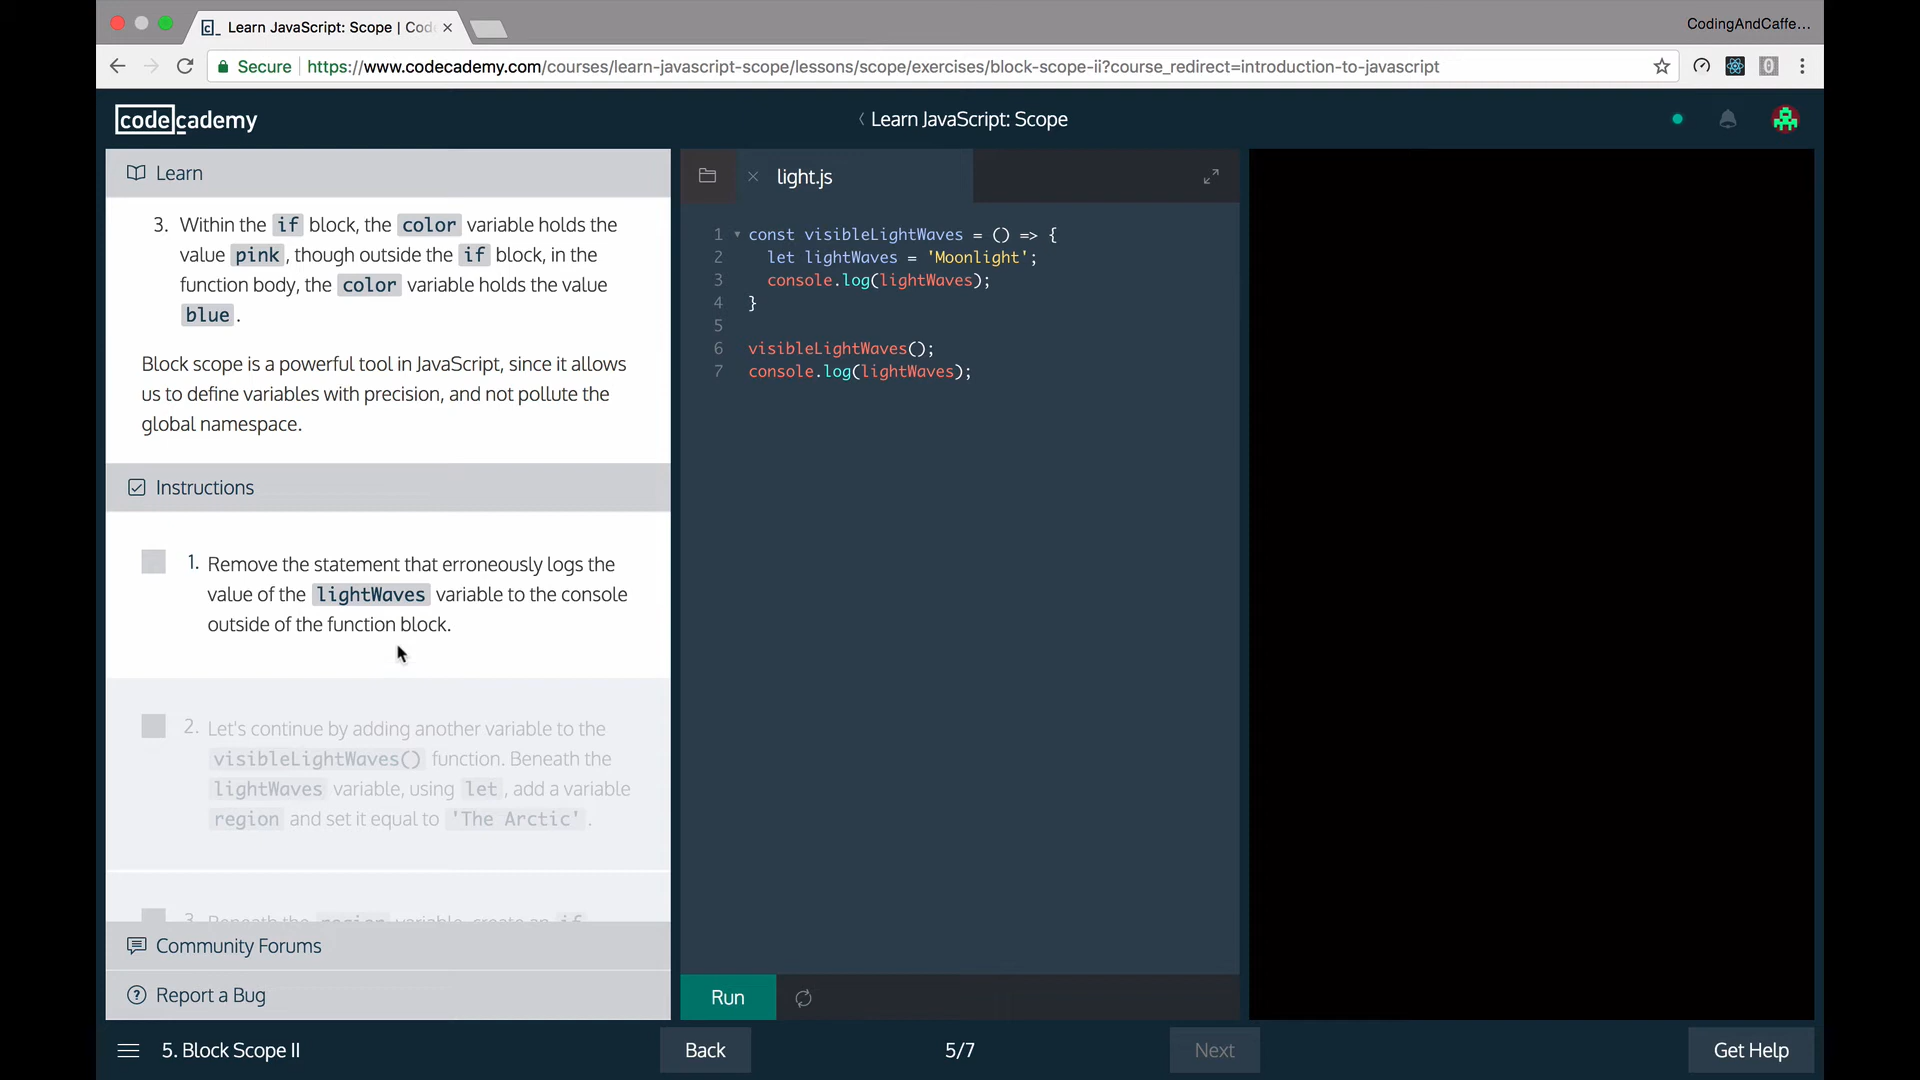 Learn JavaScript: Scope | Cod
CodingAndCaffe...
Secure
https://www.codecademy.com/courses/learn-javascript-scope/lessons/scope/exercises/block-scope-ii?course_redirect=introduction-to-javascript
codecademy
Learn JavaScript: Scope
Learn
3. Within the if block, the color variable holds the
value pink, though outside the if block, in the
function body, the color variable holds the value
blue.
Block scope is a powerful tool in JavaScript, since it allows
us to define variables with precision, and not pollute the
global namespace.
Instructions
1. Remove the statement that erroneously logs the
value of the lightWaves variable to the console
outside of the function block.
2. Let's continue by adding another variable to the
visibleLightWaves() function. Beneath the
lightWaves variable, using let, add a variable
region and set it equal to 'The Arctic'.
3. Beneath the region variable, create an if
Community Forums
Report a Bug
light.js
1 const visibleLightWaves = () => {
2 let lightWaves = 'Moonlight';
3 console.log(lightWaves);
4 }
5
6 visibleLightWaves();
7 console.log(lightWaves);
Run
5. Block Scope II
Back
5/7
Next
Get Help